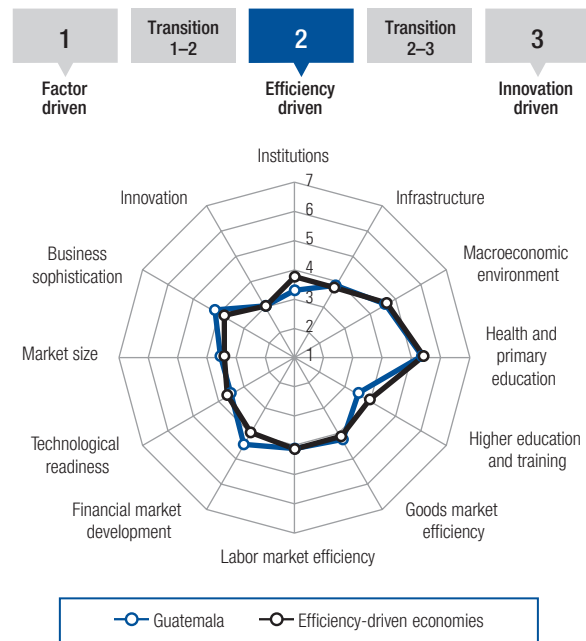 1
Transition
1–2
2
Transition
2–3
3
Factor
driven
Efficiency
driven
Innovation
driven
Institutions
7
6
5
4
3
2
1
Infrastructure
Macroeconomic
environment
Health and
primary
education
Higher education
and training
Goods market
efficiency
Labor market efficiency
Financial market
development
Technological
readiness
Market size
Business
sophistication
Innovation
Guatemala
Efficiency-driven economies